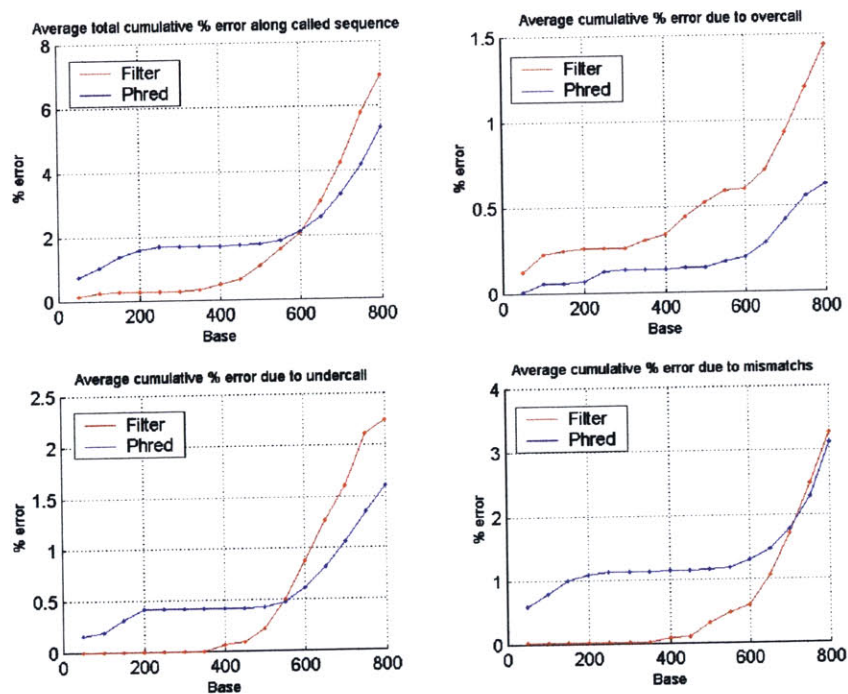 Average total cumulative % error along called sequence
8
6
4
2
0
% error
Filter
Phred
0
200
400
600
800
Base
Average cumulative % error due to overcall
1.5
1
0.5
0
% error
Filter
Phred
0
200
400
600
800
Base
Average cumulative % error due to undercall
2.5
2
1.5
1
0.5
0
% error
Filter
Phred
0
200
400
600
800
Base
Average cumulative % error due to mismatchs
4
3
2
1
0
% error
Filter
Phred
0
200
400
600
800
Base